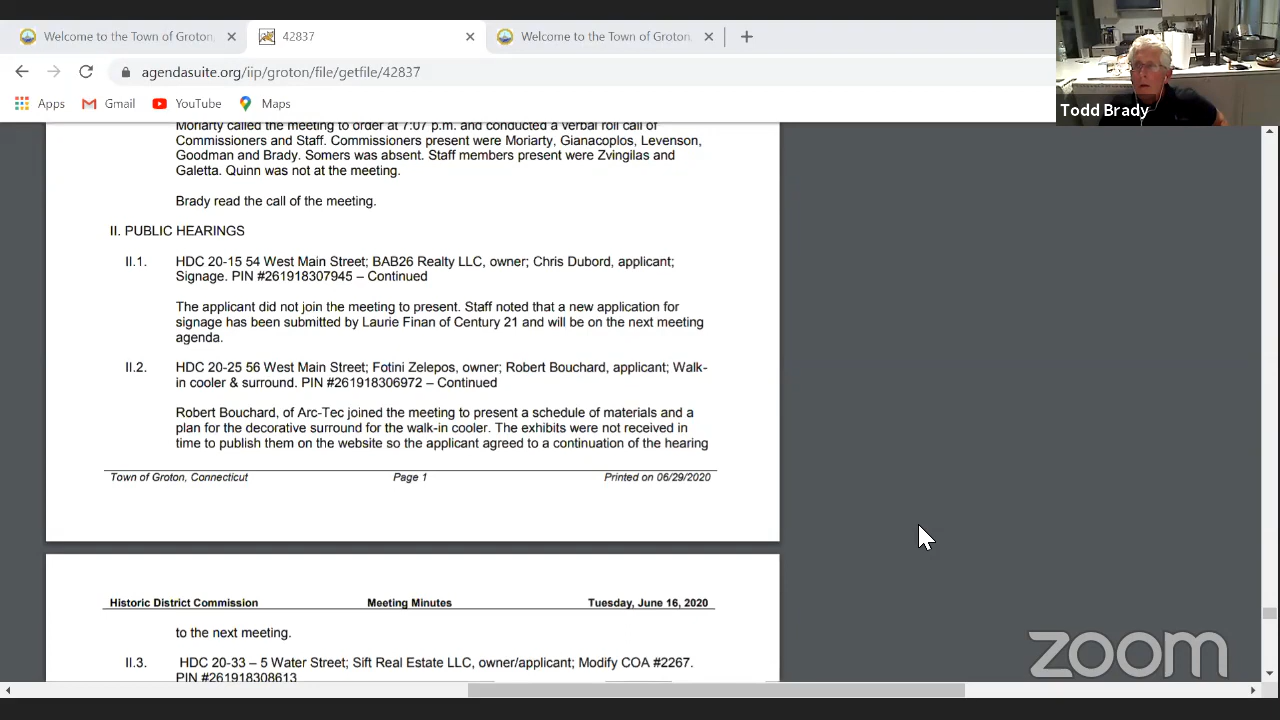 Welcome to the Town of Groton,
42837
Welcome to the Town of Groton,
agendasuite.org/iip/groton/file/getfile/42837
Apps Gmail YouTube Maps
Todd Brady
Moriarty called the meeting to order at 7:07 p.m. and conducted a verbal roll call of
Commissioners and Staff. Commissioners present were Moriarty, Gianacoplos, Levenson,
Goodman and Brady. Somers was absent. Staff members present were Zvingilas and
Galetta. Quinn was not at the meeting.
Brady read the call of the meeting.
II. PUBLIC HEARINGS
II.1. HDC 20-15 54 West Main Street; BAB26 Realty LLC, owner; Chris Dubord, applicant;
Signage. PIN #261918307945 – Continued
The applicant did not join the meeting to present. Staff noted that a new application for
signage has been submitted by Laurie Finan of Century 21 and will be on the next meeting
agenda.
II.2. HDC 20-25 56 West Main Street; Fotini Zelepos, owner; Robert Bouchard, applicant; Walk-
in cooler & surround. PIN #261918306972 – Continued
Robert Bouchard, of Arc-Tec joined the meeting to present a schedule of materials and a
plan for the decorative surround for the walk-in cooler. The exhibits were not received in
time to publish them on the website so the applicant agreed to a continuation of the hearing
Town of Groton, Connecticut Page 1 Printed on 06/29/2020
Historic District Commission Meeting Minutes Tuesday, June 16, 2020
to the next meeting.
II.3. HDC 20-33 – 5 Water Street; Sift Real Estate LLC, owner/applicant; Modify COA #2267.
PIN #261918308613
zoom